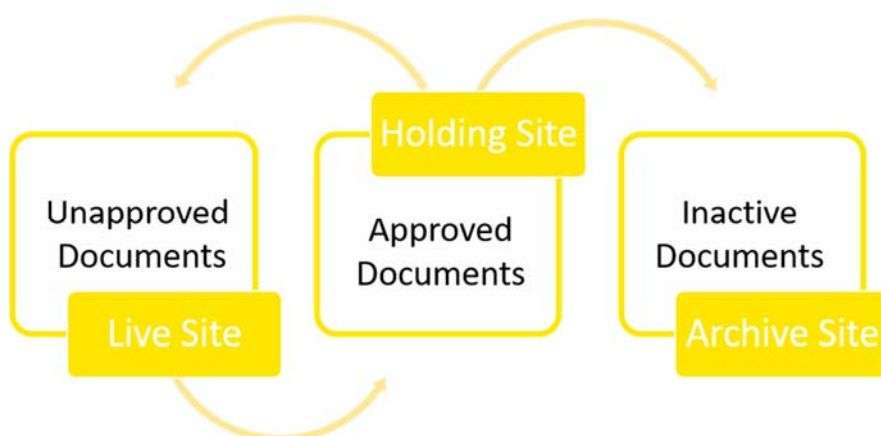 Unapproved
Documents
Live Site
Holding Site
Approved
Documents
Inactive
Documents
Archive Site